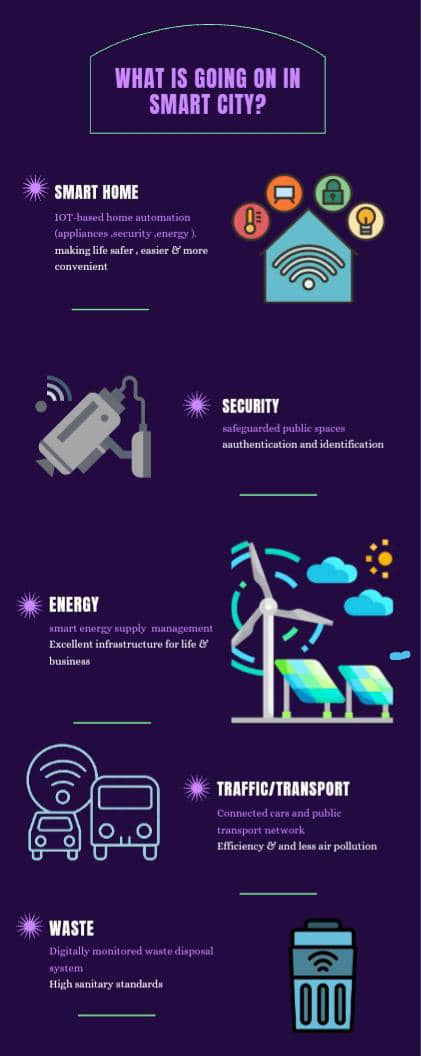 WHAT IS GOING ON IN
SMART CITY?
SMART HOME
IOT-based home automation
(appliances ,security ,energy ).
making life safer , easier & more
convenient
SECURITY
safeguarded public spaces
aauthentication and identification
ENERGY
smart energy supply management
Excellent infrastructure for life &
business
TRAFFIC/TRANSPORT
Connected cars and public
transport network
Efficiency & and less air pollution
WASTE
Digitally monitored waste disposal
system
High sanitary standards